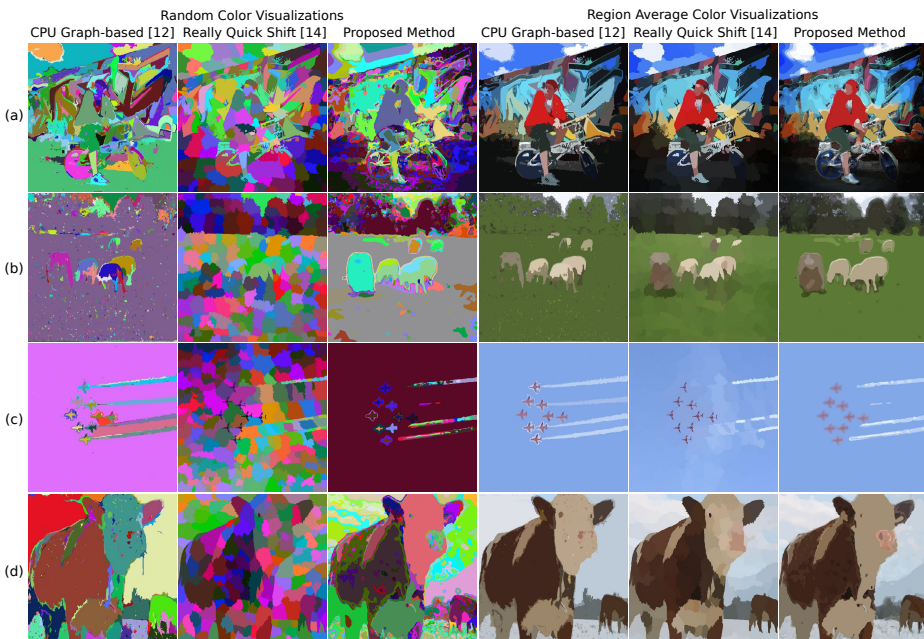 Random Color Visualizations
Region Average Color Visualizations
CPU Graph-based [12] Really Quick Shift [14] Proposed Method CPU Graph-based [12] Really Quick Shift [14] Proposed Method
(a)
(b)
(c)
(d)